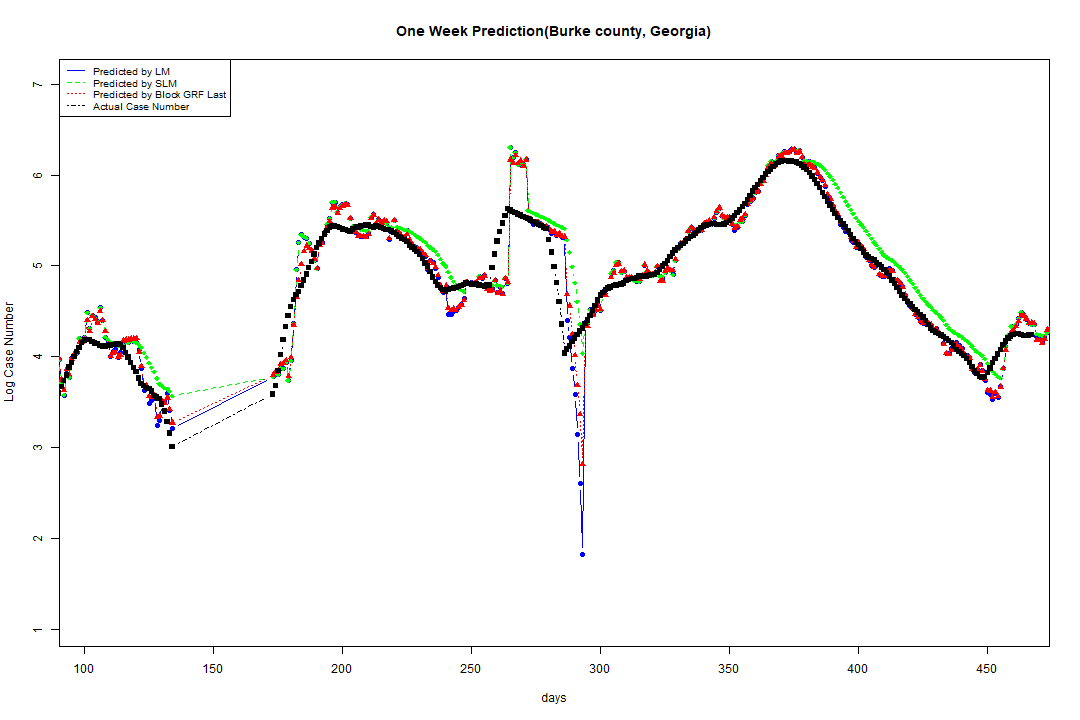 One Week Prediction(Burke county, Georgia)
Predicted by LM
Predicted by SLM
Predicted by Block GRF Last
Actual Case Number
Log Case Number
7
6
5
4
3
2
1
100 150 200 250 300 350 400 450
days